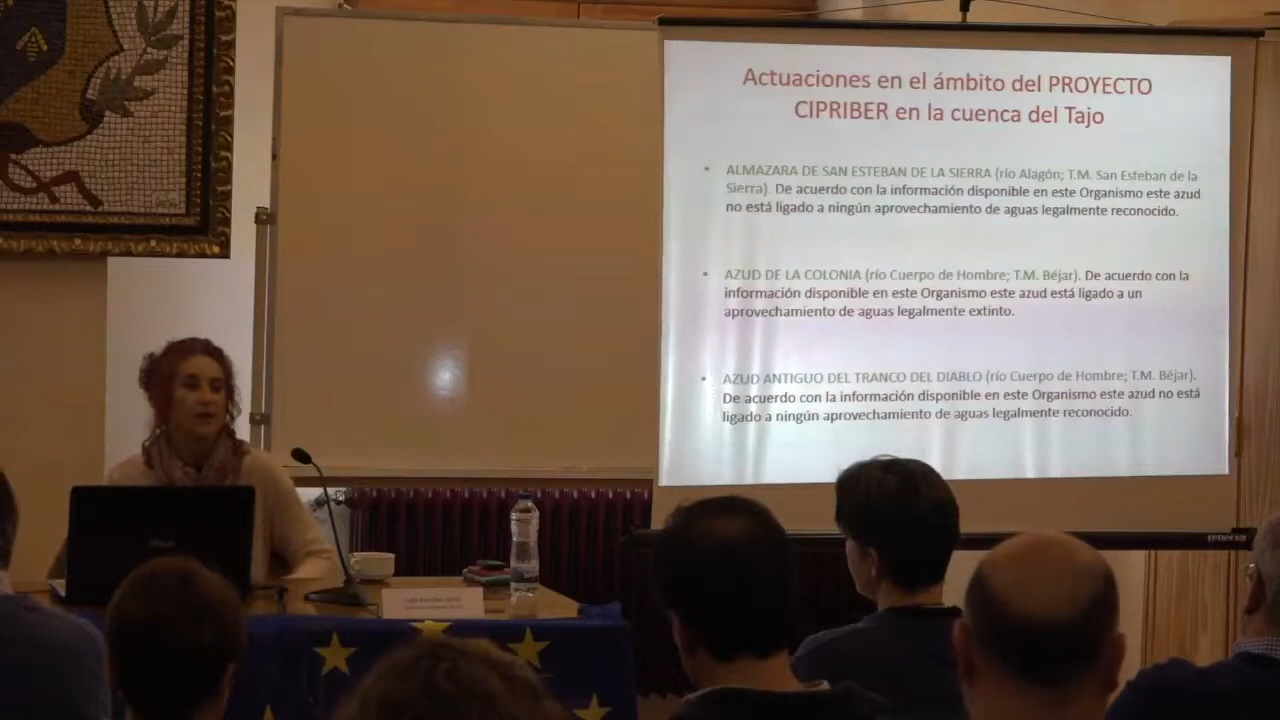 Actuaciones en el ámbito del PROYECTO
CIPRIBER en la cuenca del Tajo
• ALMAZARA DE SAN ESTEBAN DE LA SIERRA (río Alagón; T.M. San Esteban de la
Sierra). De acuerdo con la información disponible en este Organismo este azud
no está ligado a ningún aprovechamiento de aguas legalmente reconocido.
• AZUD DE LA COLONIA (río Cuerpo de Hombre; T.M. Béjar). De acuerdo con la
información disponible en este Organismo este azud está ligado a un
aprovechamiento de aguas legalmente extinto.
• AZUD ANTIGUO DEL TRANCO DEL DIABLO (río Cuerpo de Hombre; T.M. Béjar).
De acuerdo con la información disponible en este Organismo este azud no está
ligado a ningún aprovechamiento de aguas legalmente reconocido.